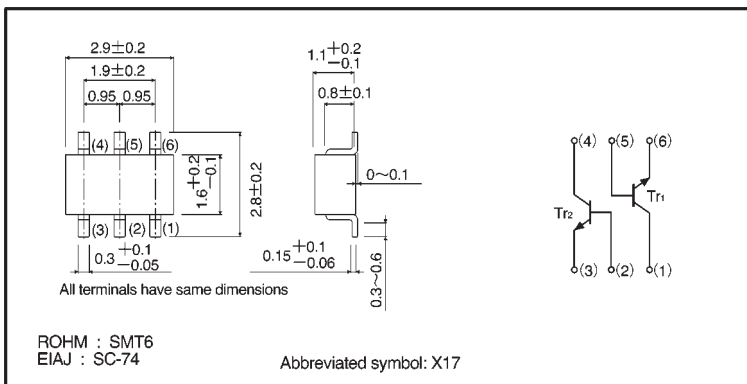 2.9±0.2
1.9±0.2
0.95 0.95
(4) (5) (6)
(3) (2) (1)
1.6 +0.2 −0.1
2.8±0.2
0.3 +0.1 −0.05
All terminals have same dimensions
1.1 +0.2 −0.1
0.8±0.1
0~0.1
0.15 +0.1 −0.06
0.3~0.6
(4) (5) (6)
Tr1
Tr2
(3) (2) (1)
ROHM : SMT6
EIAJ : SC-74
Abbreviated symbol: X17